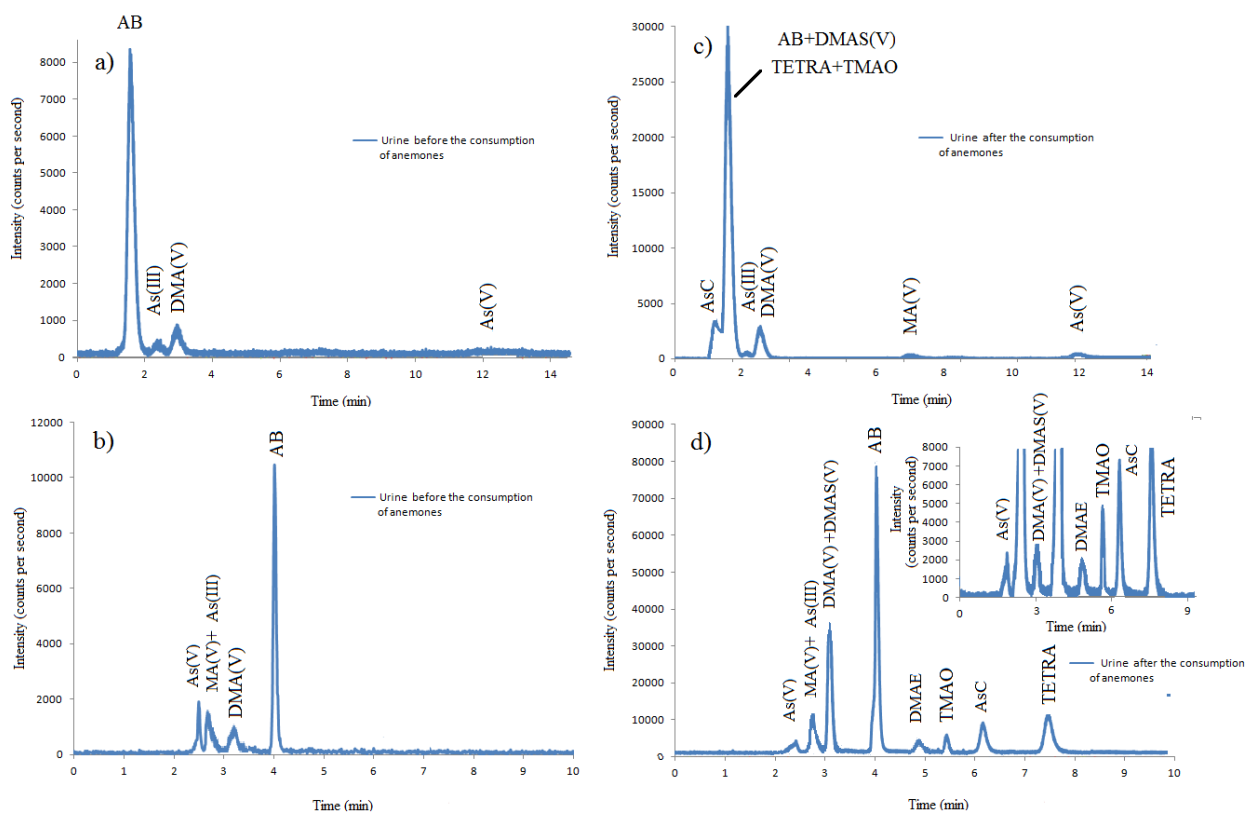 AB
a)
8000
7000
6000
5000
4000
3000
2000
1000
0
Intensity (counts per second)
Urine before the consumption
of anemones
As(III)
DMA(V)
As(V)
0 2 4 6 8 10 12 14
Time (min)
c)
30000
25000
20000
15000
10000
5000
0
Intensity (counts per second)
AB+DMAS(V)
TETRA+TMAO
Urine after the consumption
of anemones
AsC
As(III)
DMA(V)
MA(V)
As(V)
0 2 4 6 8 10 12 14
Time (min)
b)
12000
10000
8000
6000
4000
2000
0
Intensity (counts per second)
Urine before the consumption
of anemones
As(V)
MA(V)+ As(III)
DMA(V)
AB
0 1 2 3 4 5 6 7 8 9 10
Time (min)
d)
90000
80000
70000
60000
50000
40000
30000
20000
10000
0
Intensity (counts per second)
As(V)
MA(V)+ As(III)
DMA(V)+DMAS(V)
AB
DMAE
TMAO
AsC
TETRA
Urine after the consumption
of anemones
0 1 2 3 4 5 6 7 8 9 10
Time (min)
8000
7000
6000
5000
4000
3000
2000
1000
0
Intensity
(counts per second)
As(V)
DMA(V)+DMAS(V)
DMAE
TMAO
AsC
TETRA
0 3 6 9
Time (min)